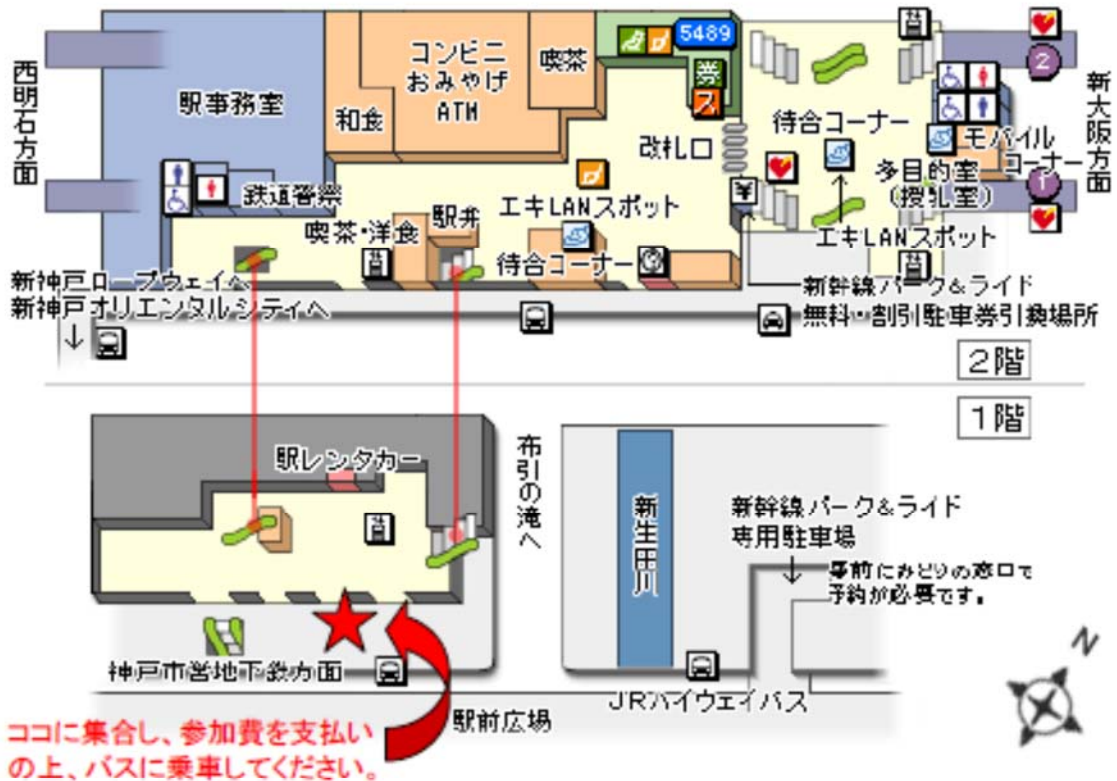 西明石方面
駅事務室
和食
コンビニ
おみやげ
ATM
喫茶
5489
券
ス
改札口
待合コーナー
2
新大阪方面
モバイル
コーナー
多目的室
(授乳室)
1
鉄道警察
喫茶・洋食
駅弁
エキLANスポット
待合コーナー
¥
エキLANスポット
新神戸ロープウェイへ
新神戸オリエンタルシティへ
新幹線パーク&ライド
無料・割引駐車券引換場所
2階
1階
駅レンタカー
布引の滝へ
新生田川
新幹線パーク&ライド
専用駐車場
事前にみどりの窓口で
予約が必要です。
神戸市営地下鉄方面
JRハイウェイバス
駅前広場
N
ココに集合し、参加費を支払い
の上、バスに乗車してください。